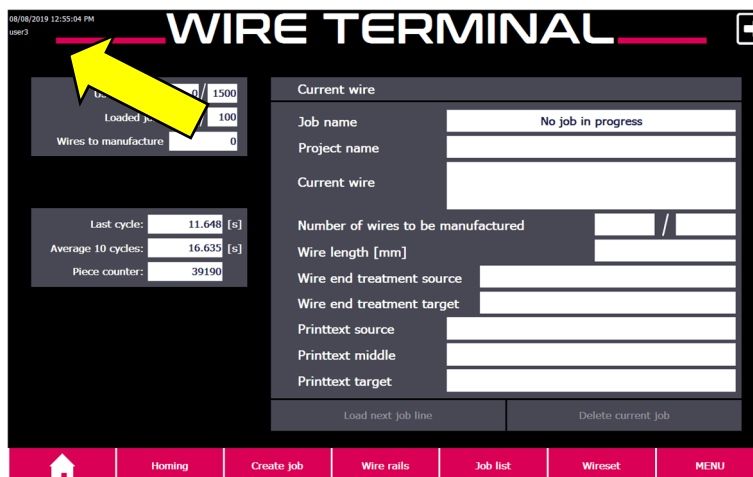 08/08/2019 12:55:04 PM
user3
WIRE TERMINAL
0 / 1500
Loaded / 100
Wires to manufacture 0
Last cycle: 11.648 [s]
Average 10 cycles: 16.635 [s]
Piece counter: 39190
Current wire
Job name No job in progress
Project name
Current wire
Number of wires to be manufactured /
Wire length [mm]
Wire end treatment source
Wire end treatment target
Printtext source
Printtext middle
Printtext target
Load next job line Delete current job
Homing Create job Wire rails Job list Wireset MENU